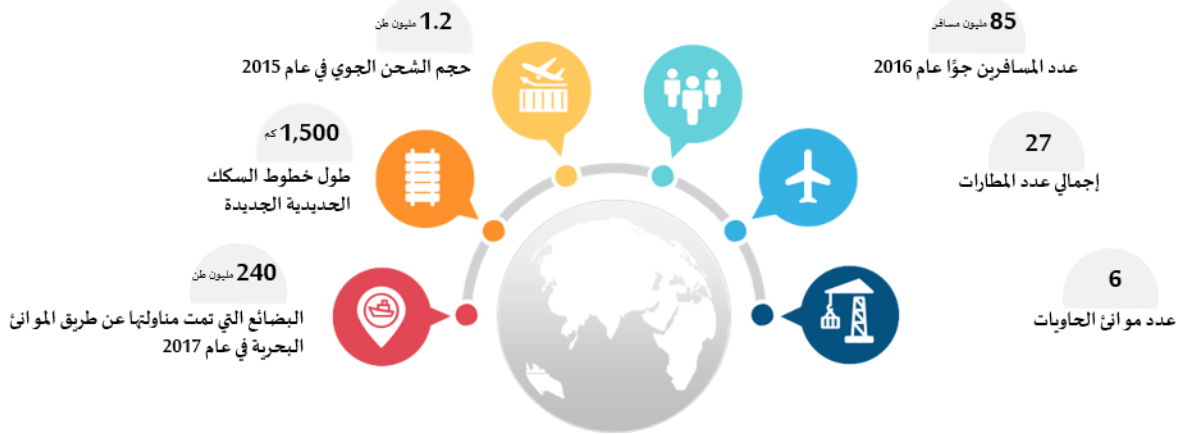 85 مليون مسافر
عدد المسافرين جوًا عام 2016
27
إجمالي عدد المطارات
6
عدد موانئ الحاويات
1.2 مليون طن
حجم الشحن الجوي في عام 2015
1,500 كم
طول خطوط السكك
الحديدية الجديدة
240 مليون طن
البضائع التي تمت مناولتها عن طريق الموانئ
البحرية في عام 2017